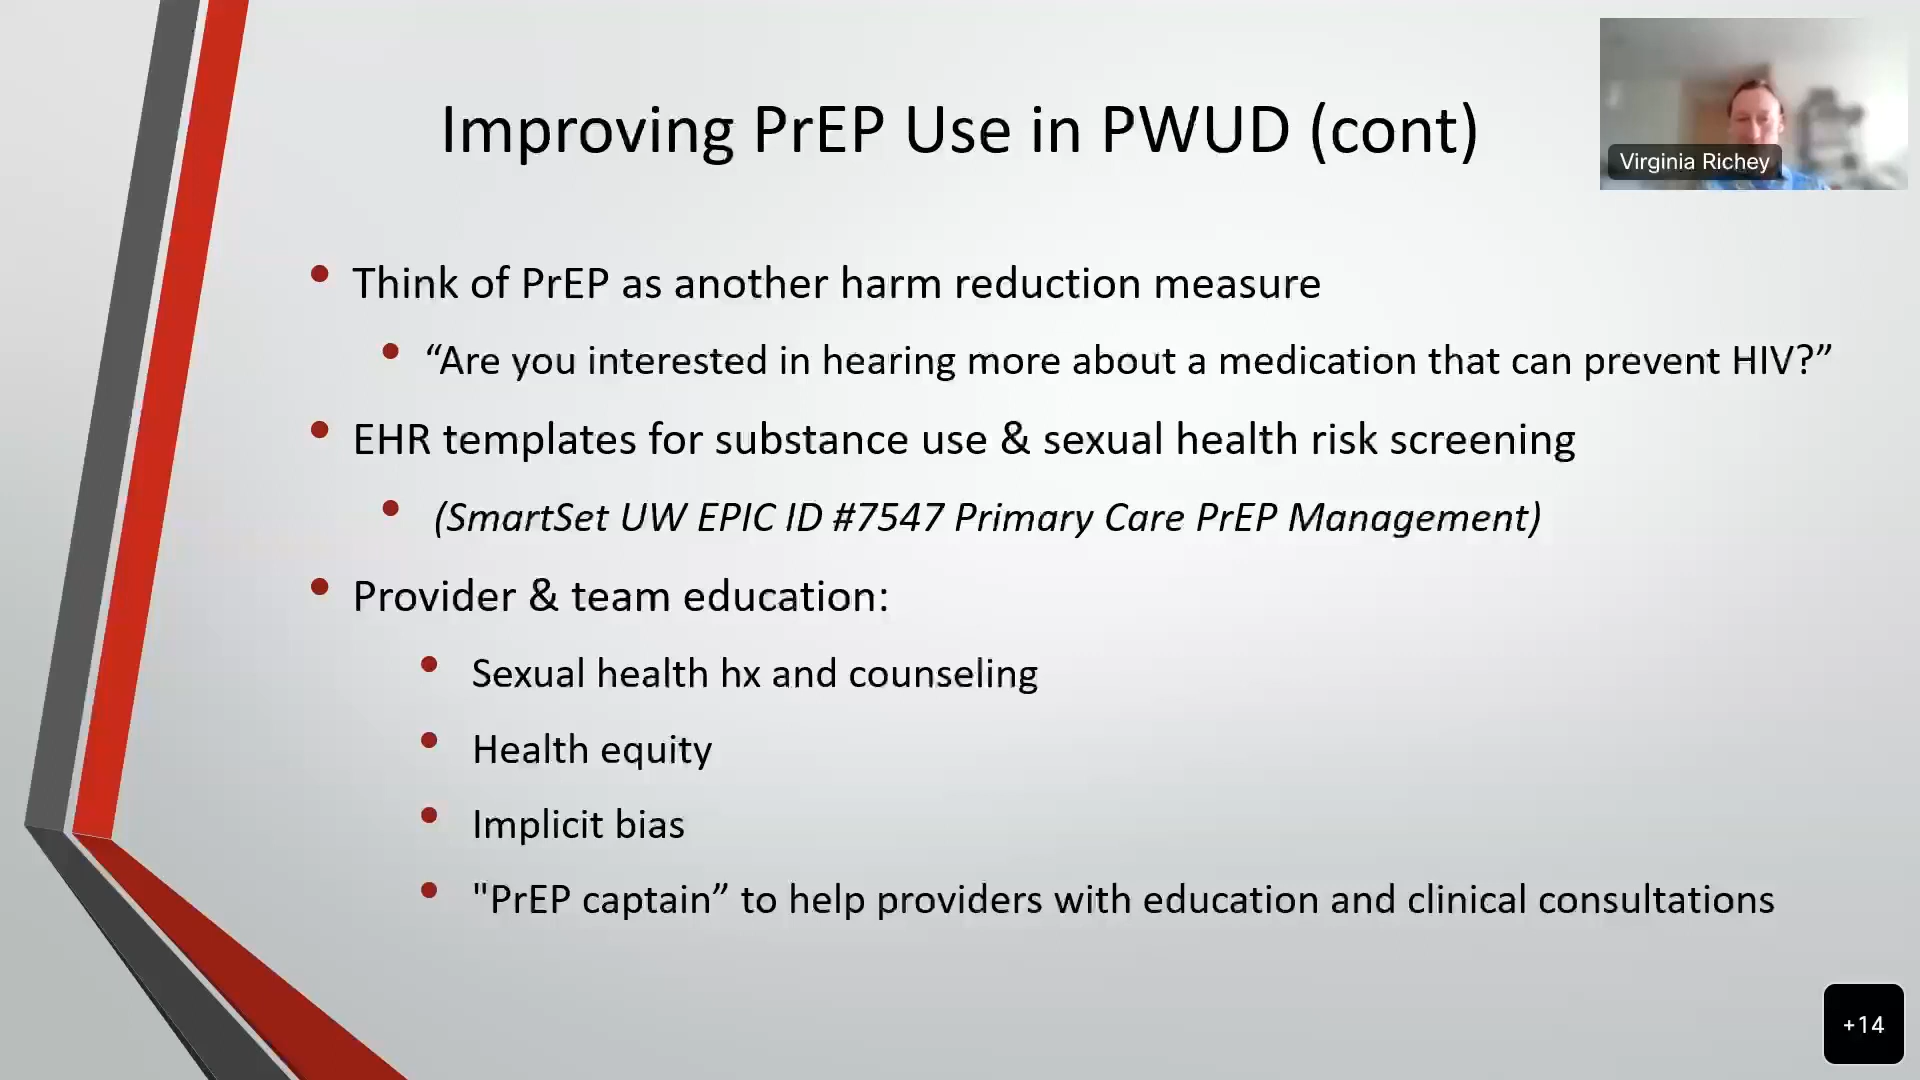 Improving PrEP Use in PWUD (cont)
Virginia Richey
Think of PrEP as another harm reduction measure
“Are you interested in hearing more about a medication that can prevent HIV?”
EHR templates for substance use & sexual health risk screening
(SmartSet UW EPIC ID #7547 Primary Care PrEP Management)
Provider & team education:
Sexual health hx and counseling
Health equity
Implicit bias
"PrEP captain” to help providers with education and clinical consultations
+14